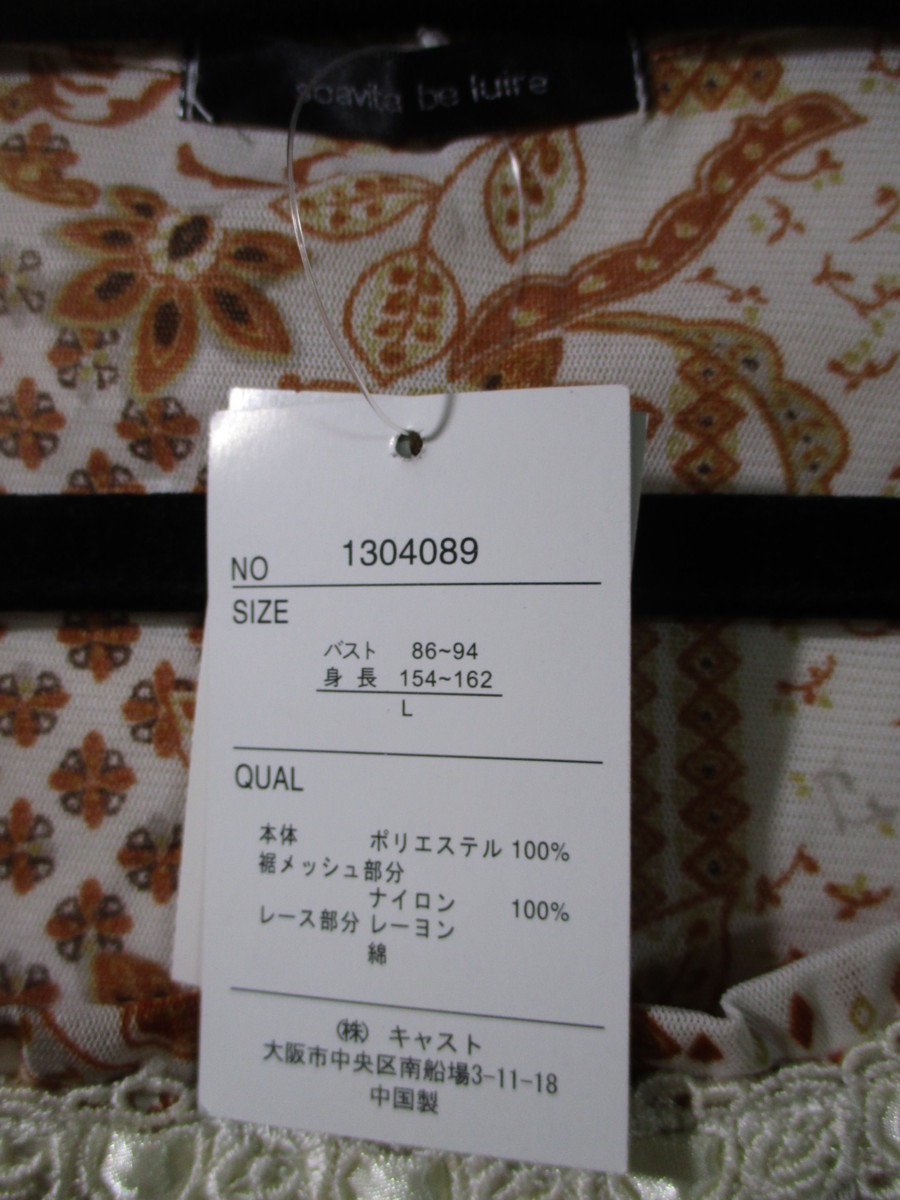 soavita be luire
NO 1304089
SIZE
バスト 86~94
身長 154~162
L
QUAL
本体 ポリエステル 100%
裾メッシュ部分
ナイロン 100%
レース部分 レーヨン
綿
㈱ キャスト
大阪市中央区南船場3-11-18
中国製